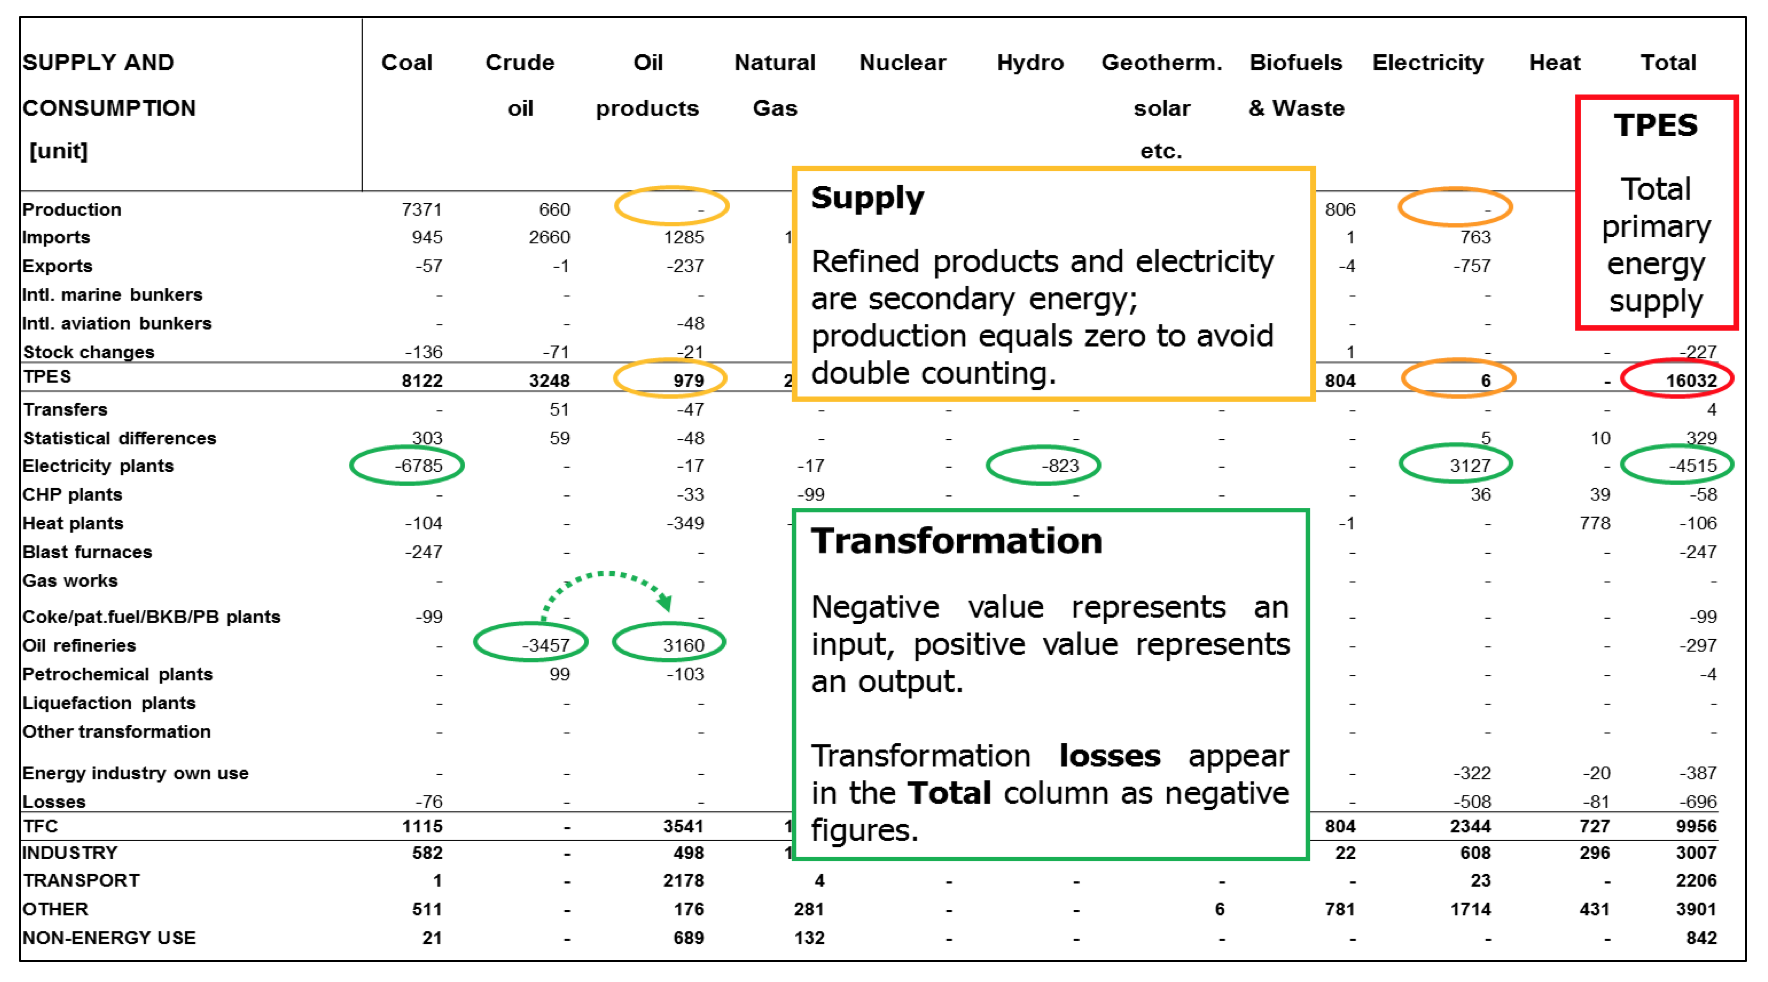 SUPPLY AND Coal Crude Oil Natural Nuclear Hydro Geotherm. Biofuels Electricity Heat Total
CONSUMPTION oil products Gas solar & Waste
[unit] etc.
TPES
Total
primary
energy
supply
Supply
Refined products and electricity
are secondary energy;
production equals zero to avoid
double counting.
Production 7371 660 - 806 -
Imports 945 2660 1285 1 1 763
Exports -57 -1 -237 -4 -757
Intl. marine bunkers - - - - -
Intl. aviation bunkers - - -48 - -
Stock changes -136 -71 -21 1 - - -227
TPES 8122 3248 979 2 804 6 - 16032
Transfers - 51 -47 - - - - - - - 4
Statistical differences 303 59 -48 - - - - - 5 10 329
Electricity plants -6785 - -17 -17 - -823 - - 3127 - -4515
CHP plants - - -33 -99 - - - - 36 39 -58
Heat plants -104 - -349 - -1 - 778 -106
Blast furnaces -247 - - - - - -247
Gas works - - - - - - -
Coke/pat.fuel/BKB/PB plants -99 - - - - - -99
Oil refineries - -3457 3160 - - - -297
Petrochemical plants - 99 -103 - - - -4
Liquefaction plants - - - - - - -
Other transformation - - - - - - -
Energy industry own use - - - - -322 -20 -387
Losses -76 - - - -508 -81 -696
Transformation
Negative value represents an
input, positive value represents
an output.
Transformation losses appear
in the Total column as negative
figures.
TFC 1115 - 3541 1 804 2344 727 9956
INDUSTRY 582 - 498 1 22 608 296 3007
TRANSPORT 1 - 2178 4 - - - - 23 - 2206
OTHER 511 - 176 281 - - 6 781 1714 431 3901
NON-ENERGY USE 21 - 689 132 - - - - - - 842